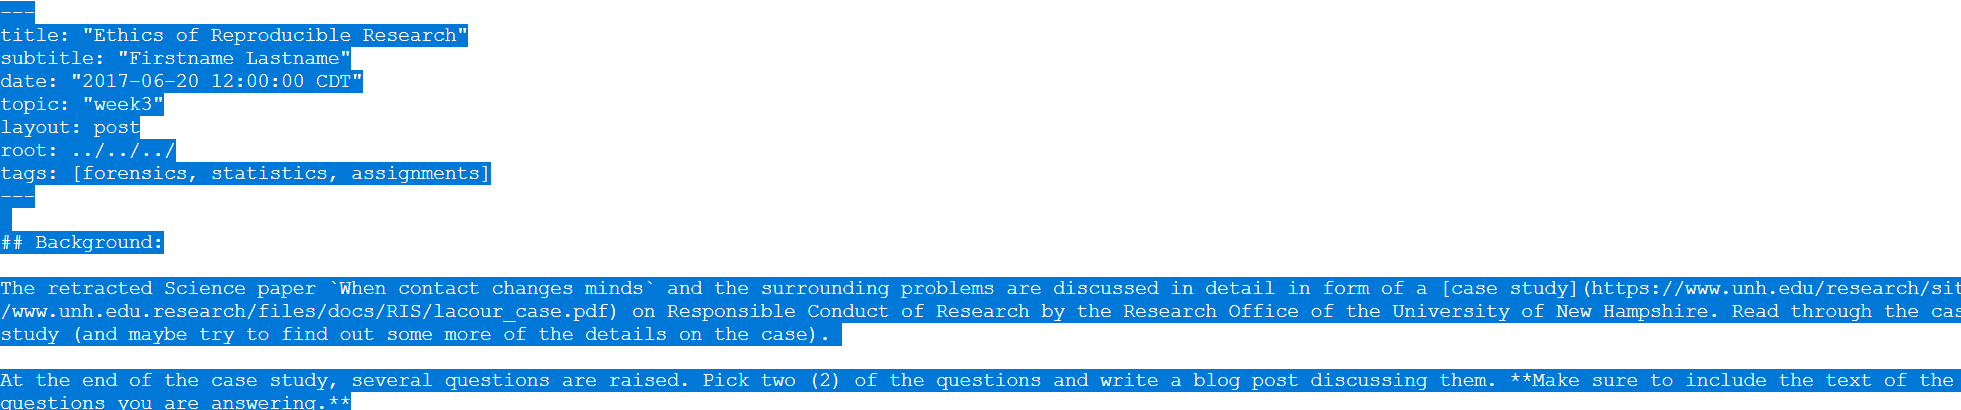 ---
title: "Ethics of Reproducible Research"
subtitle: "Firstname Lastname"
date: "2017-06-20 12:00:00 CDT"
topic: "week3"
layout: post
root: ../../../
tags: [forensics, statistics, assignments]
---
## Background:
The retracted Science paper `When contact changes minds` and the surrounding problems are discussed in detail in form of a [case study](https://www.unh.edu/research/sit
/www.unh.edu.research/files/docs/RIS/lacour_case.pdf) on Responsible Conduct of Research by the Research Office of the University of New Hampshire. Read through the cas
study (and maybe try to find out some more of the details on the case).
At the end of the case study, several questions are raised. Pick two (2) of the questions and write a blog post discussing them. **Make sure to include the text of the
questions you are answering.**